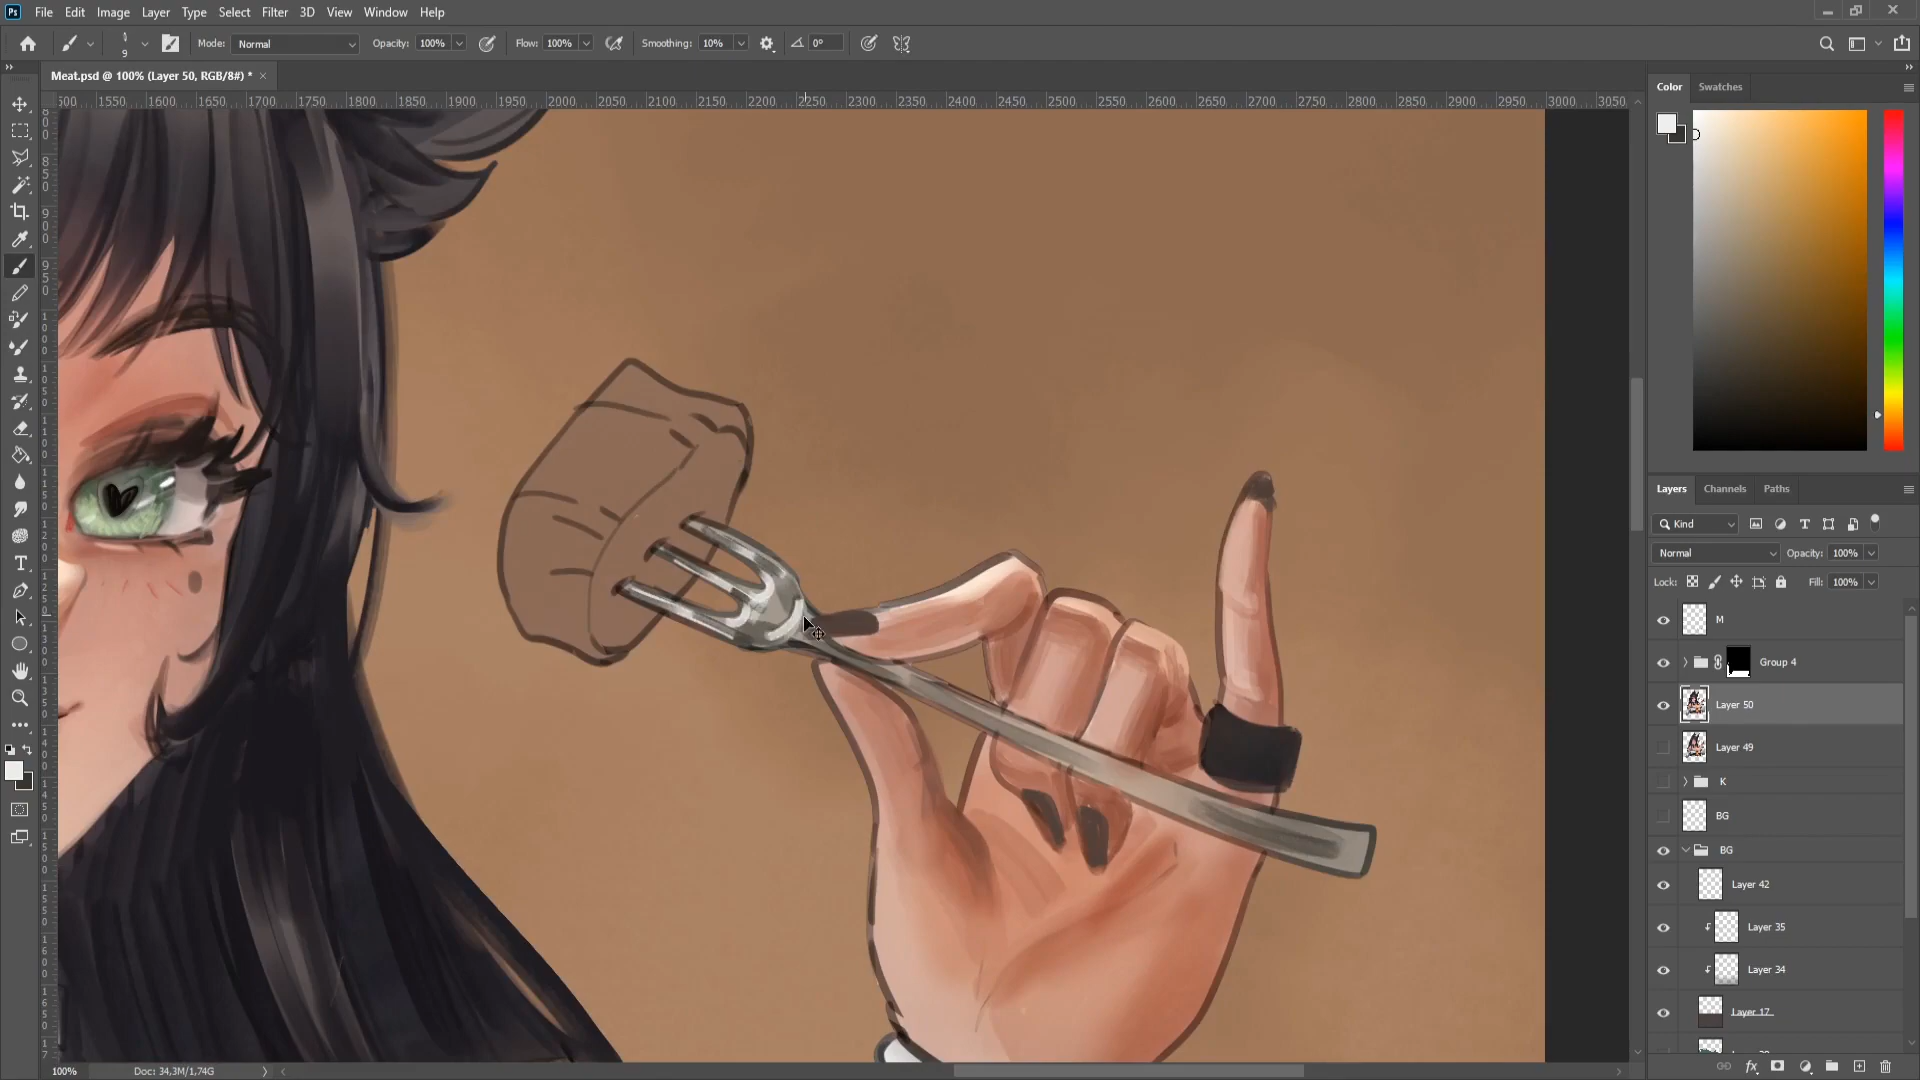 Ps File Edit Image Layer Type Select Filter 3D View Window Help
9 Mode: Normal Opacity: 100% Flow: 100% Smoothing: 10% 0°
Meat.psd @ 100% (Layer 50, RGB/8#) *
500 1550 1600 1650 1700 1750 1800 1850 1900 1950 2000 2050 2100 2150 2200 2250 2300 2350 2400 2450 2500 2550 2600 2650 2700 2750 2800 2850 2900 2950 3000 3050
Color Swatches
Layers Channels Paths
Kind
Normal Opacity: 100%
Lock: Fill: 100%
M
Group 4
Layer 50
Layer 49
K
BG
BG
Layer 42
Layer 35
Layer 34
Layer 17
100% Doc: 34,3M/1,74G